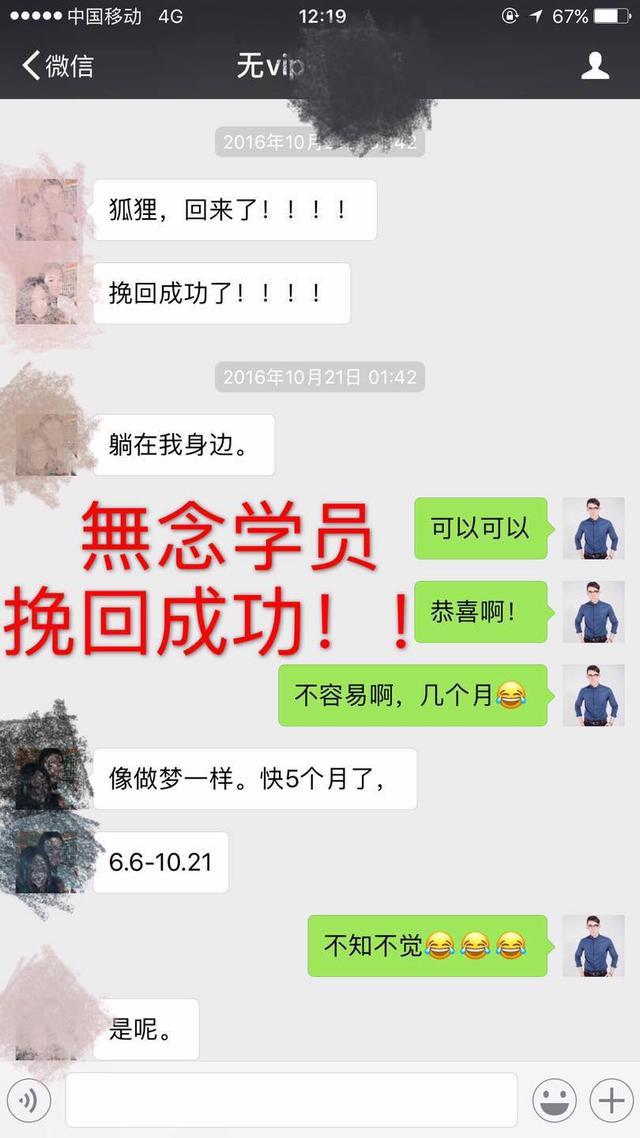 中国移动 4G 12:19 67%
微信 无vip
2016年10月 42
狐狸，回来了！！！！
挽回成功了！！！！
2016年10月21日 01:42
躺在我身边。
無念学员
可以可以
挽回成功！！
恭喜啊！
不容易啊，几个月😂
像做梦一样。快5个月了，
6.6-10.21
不知不觉😂😂😂
是呢。